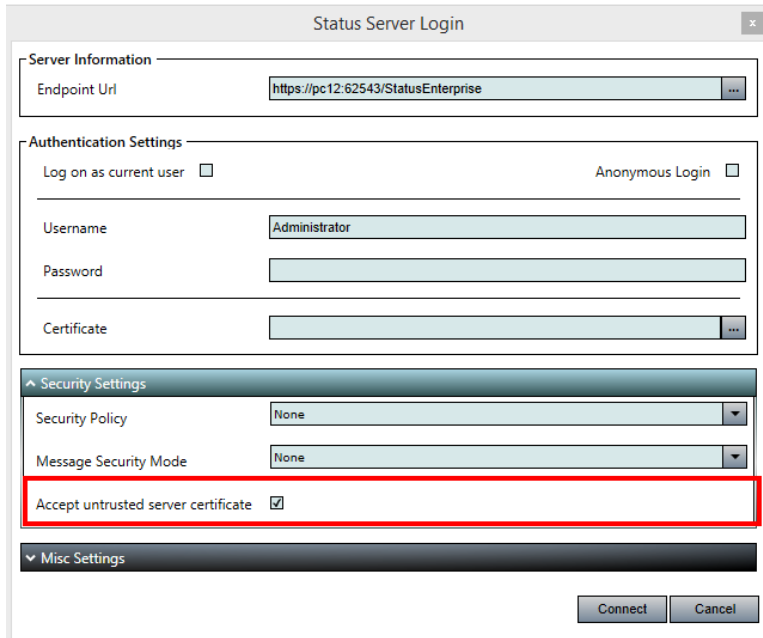 Status Server Login
x
Server Information
Endpoint Url https://pc12:62543/StatusEnterprise ...
Authentication Settings
Log on as current user Anonymous Login
Username Administrator
Password
Certificate ...
Security Settings
Security Policy None
Message Security Mode None
Accept untrusted server certificate
Misc Settings
Connect Cancel